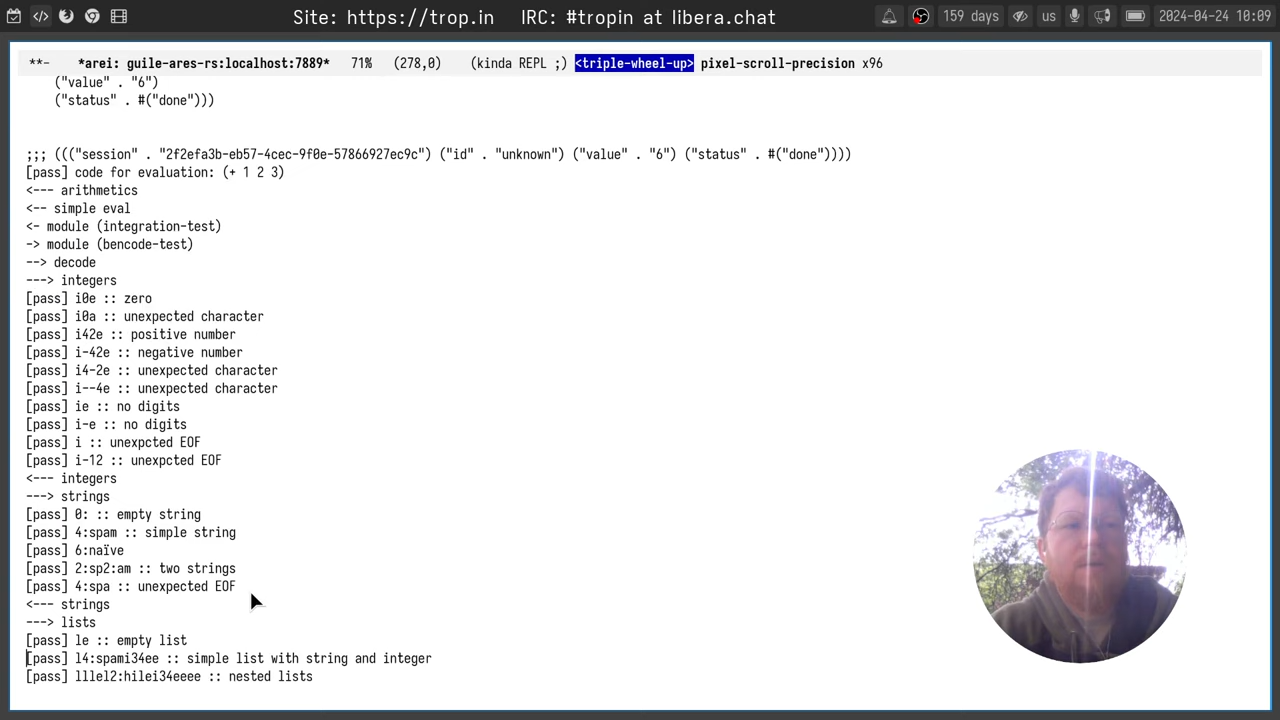 Site: https://trop.in IRC: #tropin at libera.chat
159 days us 2024-04-24 10:09
**- *arei: guile-ares-rs:localhost:7889* 71% (278,0) (kinda REPL ;) <triple-wheel-up> pixel-scroll-precision x96
("value" . "6")
("status" . #("done")))
;;; ((("session" . "2f2efa3b-eb57-4cec-9f0e-57866927ec9c") ("id" . "unknown") ("value" . "6") ("status" . #("done"))))
[pass] code for evaluation: (+ 1 2 3)
<--- arithmetics
<-- simple eval
<- module (integration-test)
-> module (bencode-test)
--> decode
---> integers
[pass] i0e :: zero
[pass] i0a :: unexpected character
[pass] i42e :: positive number
[pass] i-42e :: negative number
[pass] i4-2e :: unexpected character
[pass] i--4e :: unexpected character
[pass] ie :: no digits
[pass] i-e :: no digits
[pass] i :: unexpcted EOF
[pass] i-12 :: unexpcted EOF
<--- integers
---> strings
[pass] 0: :: empty string
[pass] 4:spam :: simple string
[pass] 6:naïve
[pass] 2:sp2:am :: two strings
[pass] 4:spa :: unexpected EOF
<--- strings
---> lists
[pass] le :: empty list
[pass] l4:spami34ee :: simple list with string and integer
[pass] lllel2:hilei34eeee :: nested lists